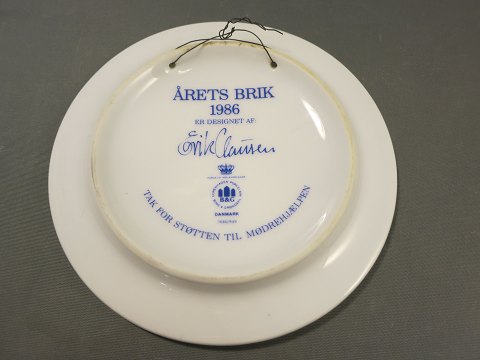 ÅRETS BRIK
1986
ER DESIGNET AF:
Erik Clausen
B&G
DANMARK
TAK FOR STØTTEN TIL MØDREHJÆLPEN